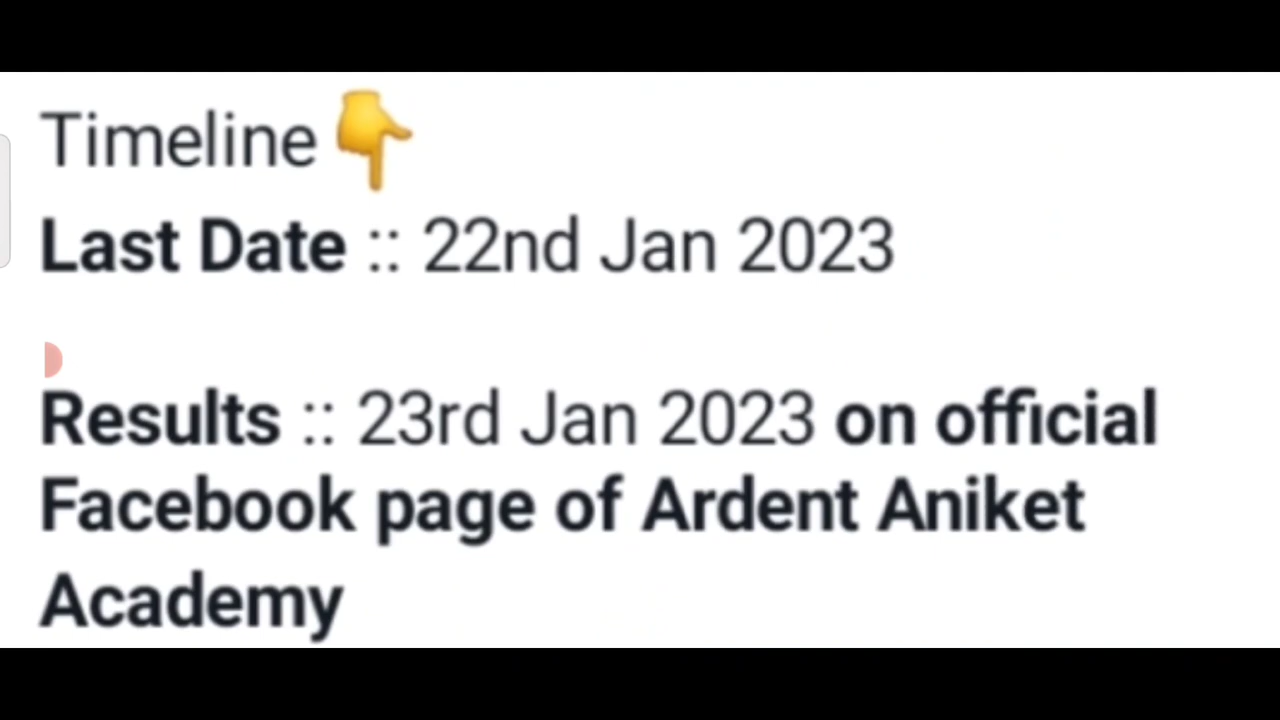 Timeline👇
Last Date :: 22nd Jan 2023
Results :: 23rd Jan 2023 on official
Facebook page of Ardent Aniket
Academy